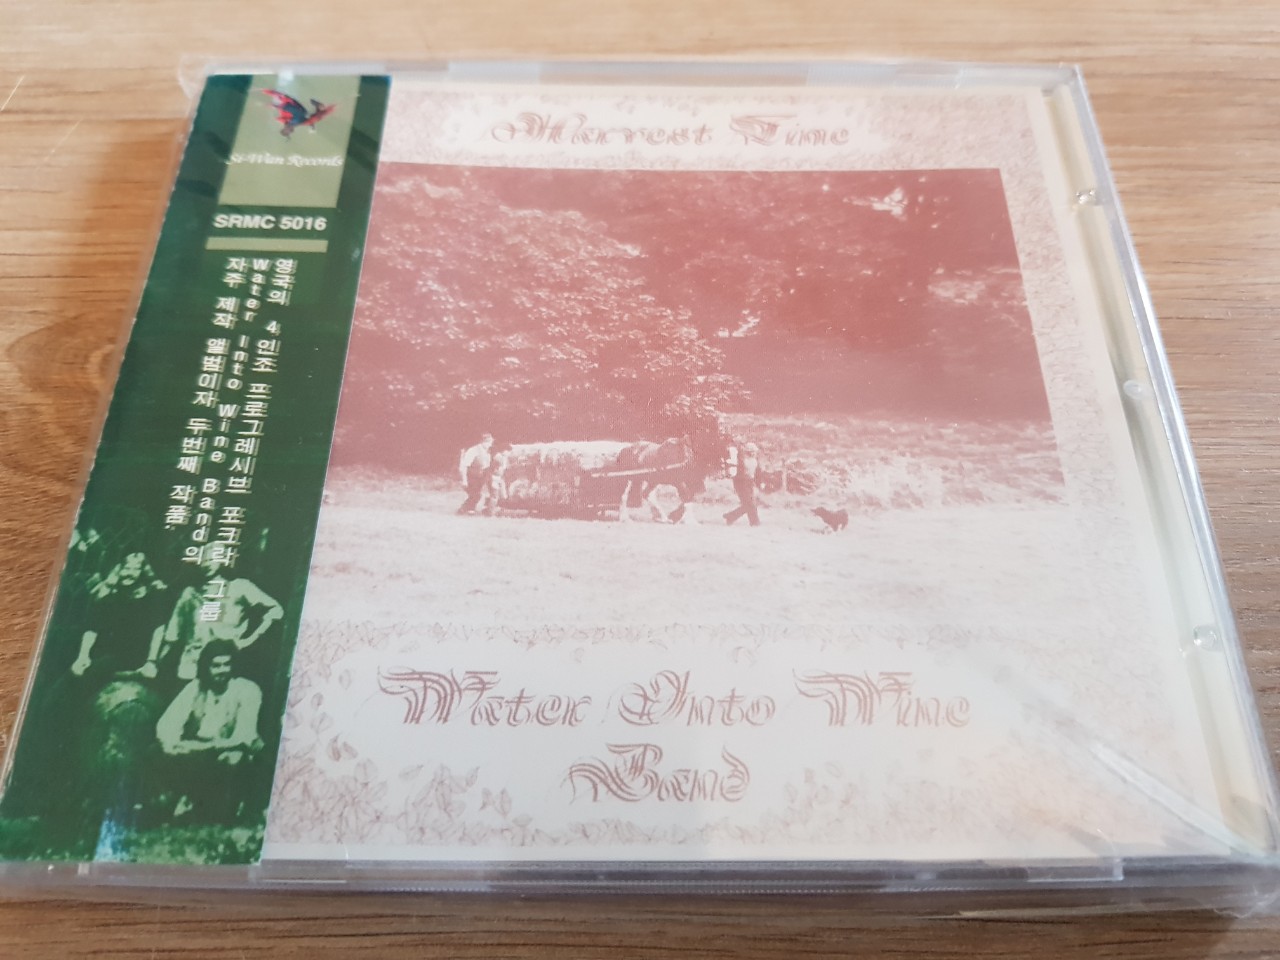 Si-Wan Records
SRMC 5016
영국의 4인조 프로그레시브 포크락 그룹
Water Into Wine Band의
자주 제작 앨범이자 두번째 작품.
Harvest Time
Water Into Wine
Band